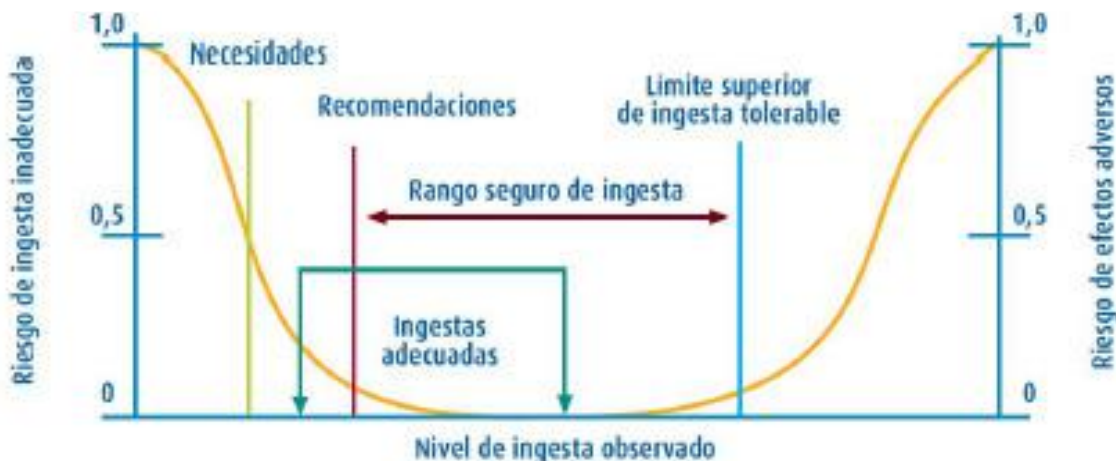 1,0
Necesidades
Recomendaciones
Limite superior
de ingesta tolerable
1,0
Riesgo de ingesta inadecuada
0,5
Rango seguro de ingesta
0,5
Riesgo de efectos adversos
Ingestas
adecuadas
0
0
Nivel de ingesta observado